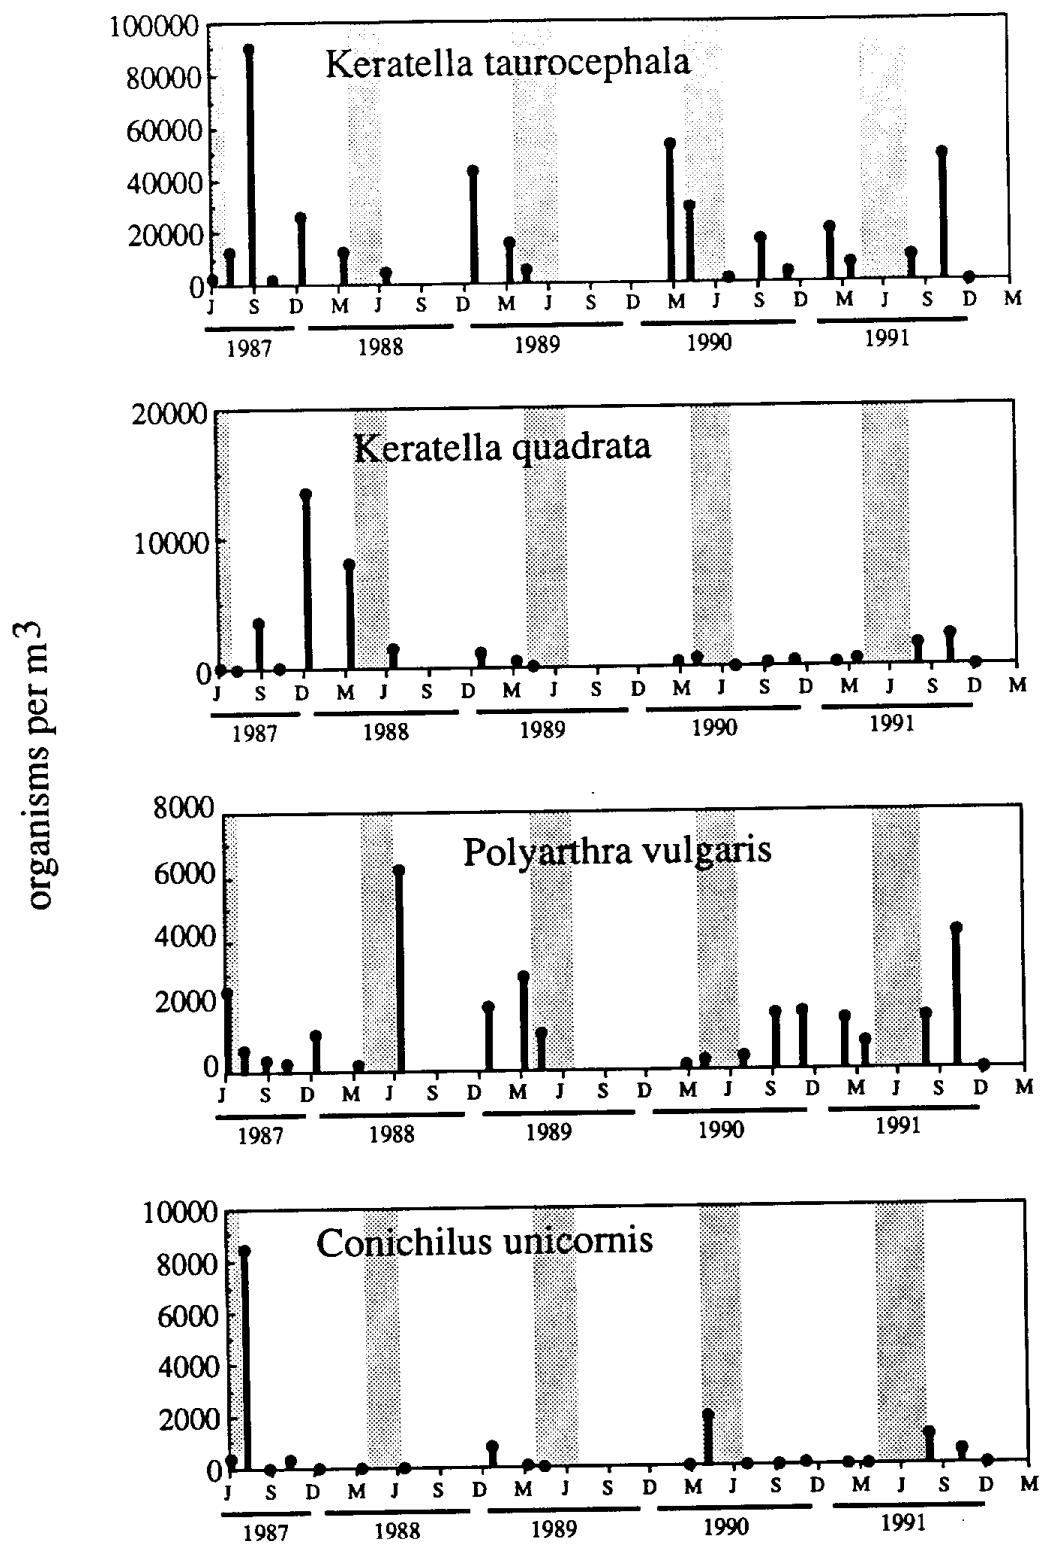 organisms per m3
100000
Keratella taurocephala
80000
60000
40000
20000
0
J S D M J S D M J S D M J S D M J S D M
1987 1988 1989 1990 1991
20000
Keratella quadrata
10000
0
J S D M J S D M J S D M J S D M J S D M
1987 1988 1989 1990 1991
8000
Polyarthra vulgaris
6000
4000
2000
0
J S D M J S D M J S D M J S D M J S D M
1987 1988 1989 1990 1991
10000
Conichilus unicornis
8000
6000
4000
2000
0
J S D M J S D M J S D M J S D M J S D M
1987 1988 1989 1990 1991